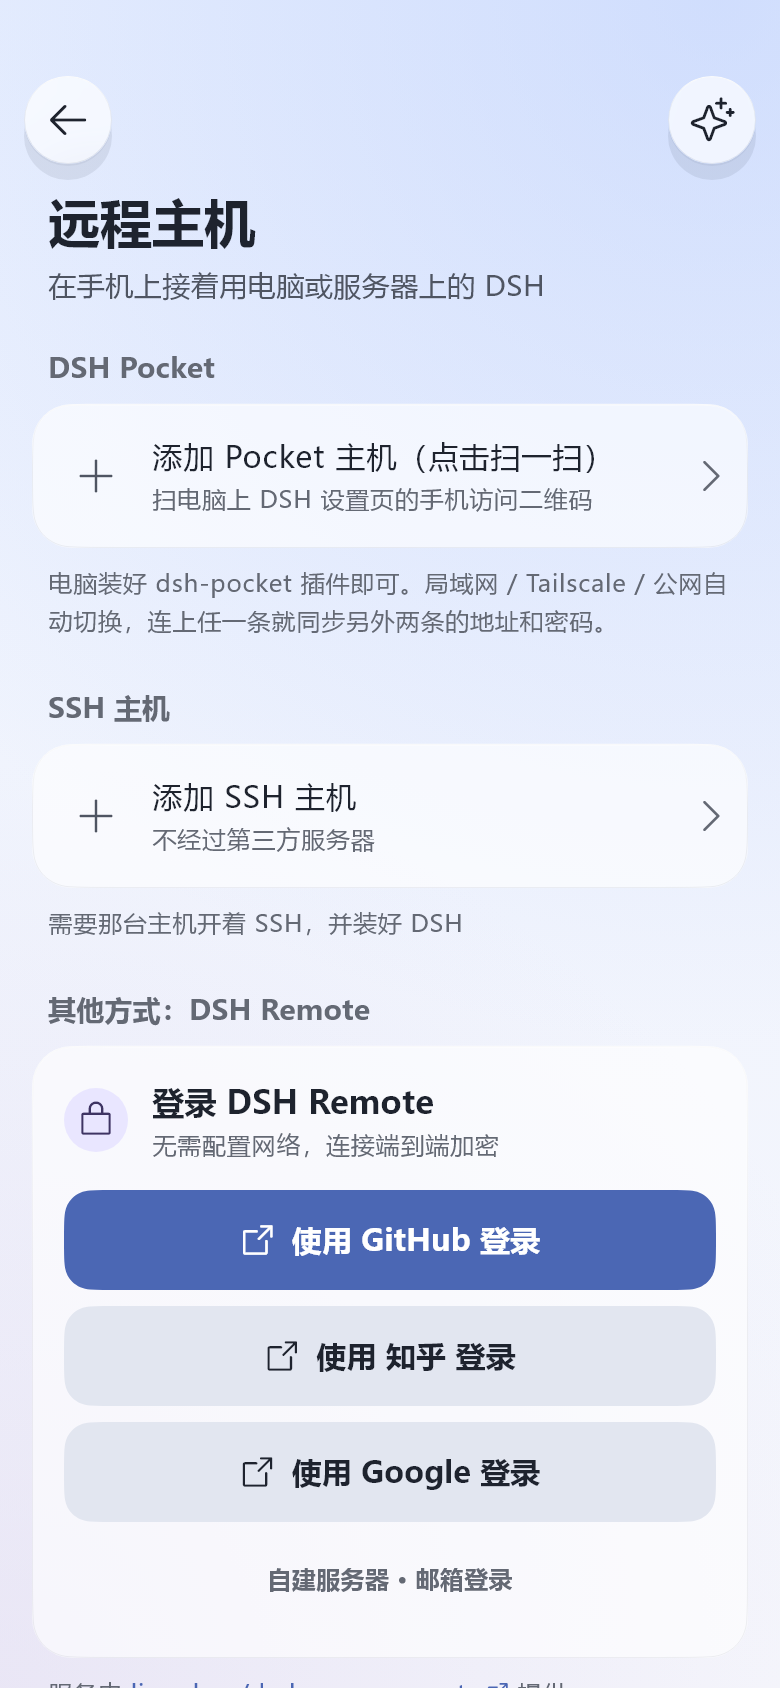 远程主机
在手机上接着用电脑或服务器上的 DSH
DSH Pocket
添加 Pocket 主机（点击扫一扫）
扫电脑上 DSH 设置页的手机访问二维码
电脑装好 dsh-pocket 插件即可。局域网 / Tailscale / 公网自
动切换，连上任一条就同步另外两条的地址和密码。
SSH 主机
添加 SSH 主机
不经过第三方服务器
需要那台主机开着 SSH，并装好 DSH
其他方式：DSH Remote
登录 DSH Remote
无需配置网络，连接端到端加密
使用 GitHub 登录
使用 知乎 登录
使用 Google 登录
自建服务器・邮箱登录